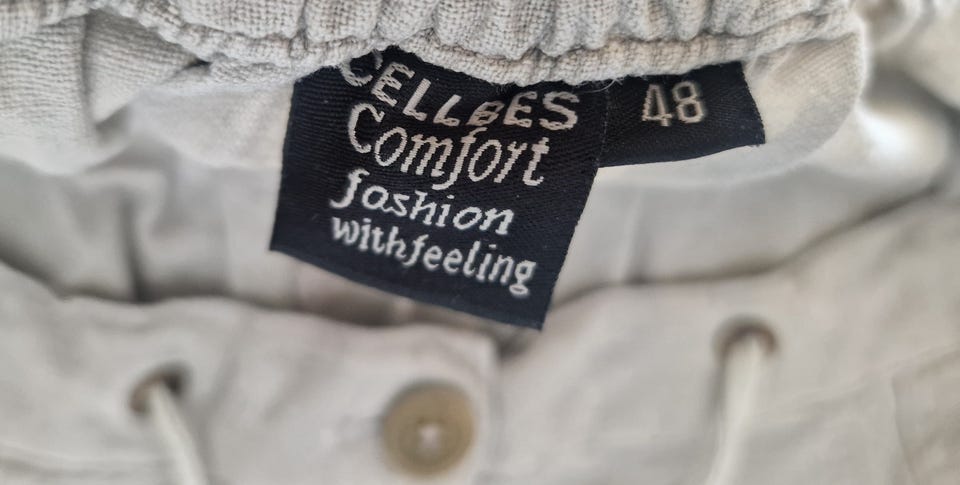 CELLBES
Comfort
fashion
withfeeling
48